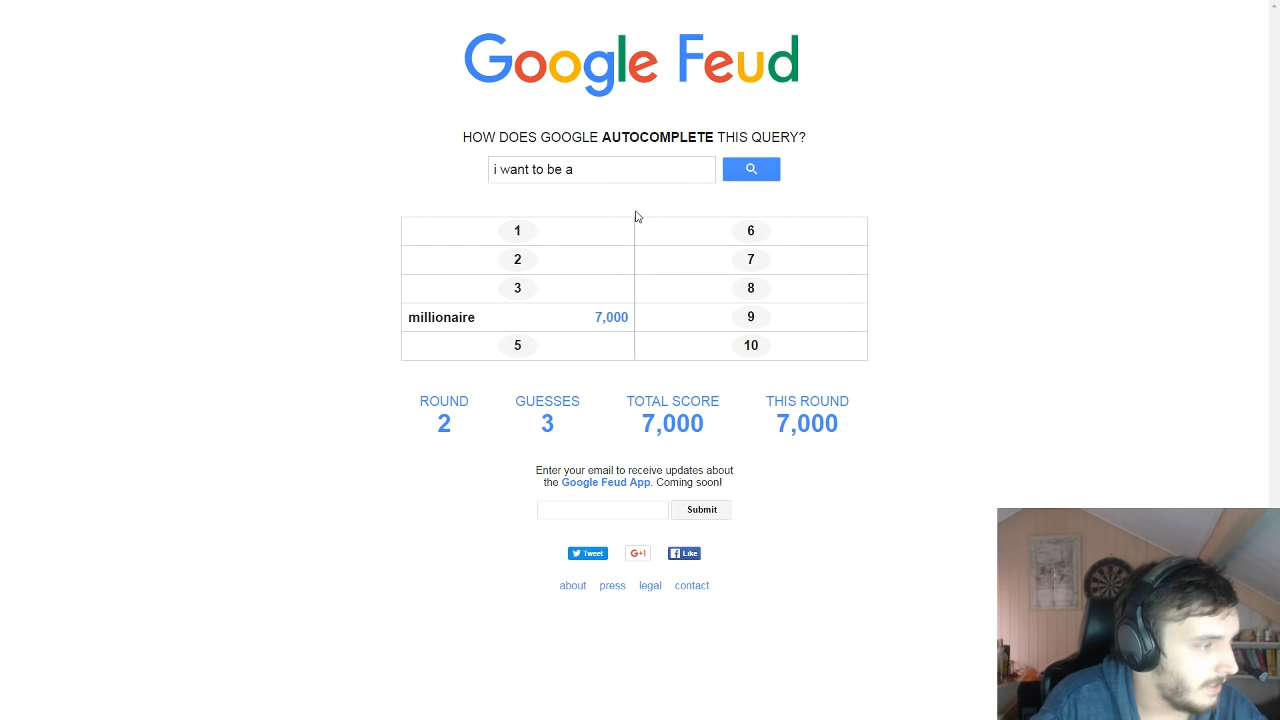 Google Feud
HOW DOES GOOGLE AUTOCOMPLETE THIS QUERY?
i want to be a
1
2
3
millionaire 7,000
5
6
7
8
9
10
ROUND
2
GUESSES
3
TOTAL SCORE
7,000
THIS ROUND
7,000
Enter your email to receive updates about
the Google Feud App. Coming soon!
Submit
Tweet
G+1
Like
about press legal contact